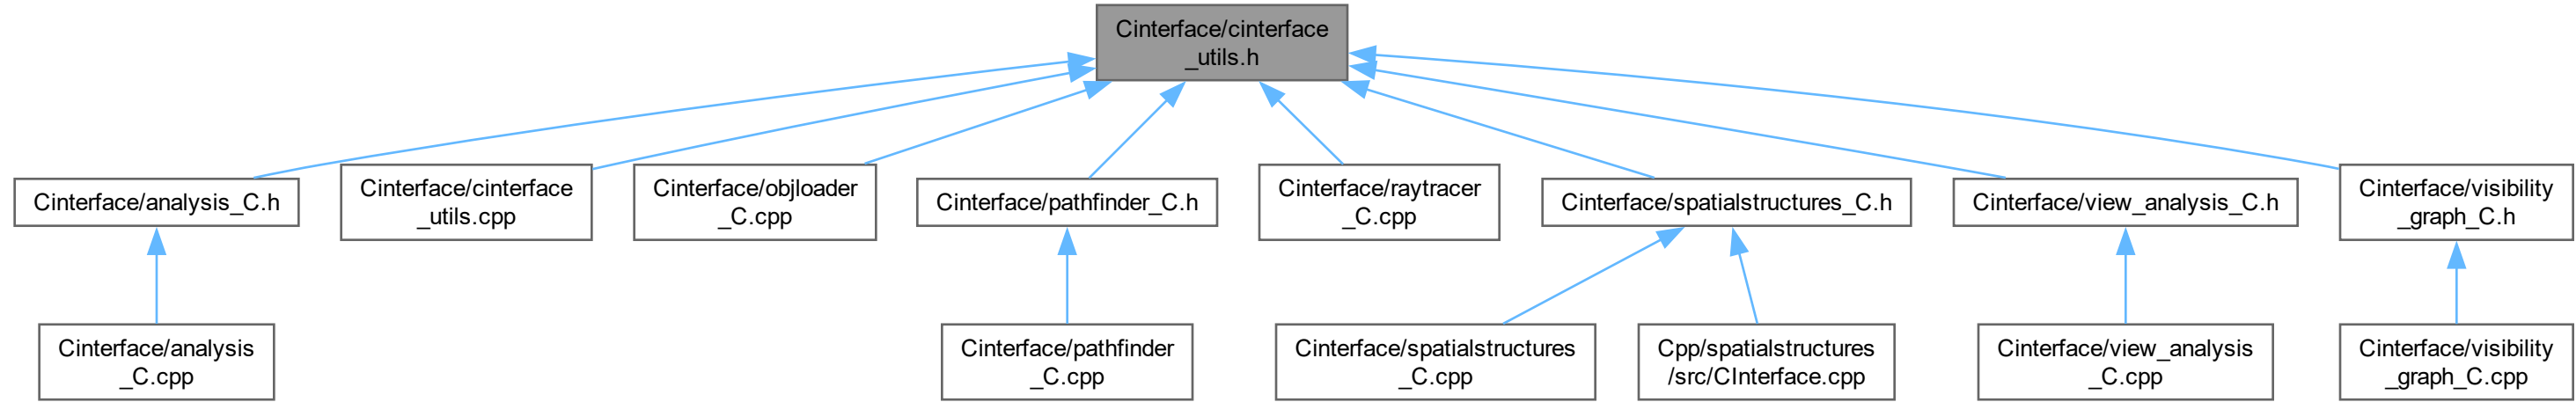 Cinterface/cinterface
_utils.h
Cinterface/analysis_C.h
Cinterface/cinterface
_utils.cpp
Cinterface/objloader
_C.cpp
Cinterface/pathfinder_C.h
Cinterface/raytracer
_C.cpp
Cinterface/spatialstructures_C.h
Cinterface/view_analysis_C.h
Cinterface/visibility
_graph_C.h
Cinterface/analysis
_C.cpp
Cinterface/pathfinder
_C.cpp
Cinterface/spatialstructures
_C.cpp
Cpp/spatialstructures
/src/CInterface.cpp
Cinterface/view_analysis
_C.cpp
Cinterface/visibility
_graph_C.cpp